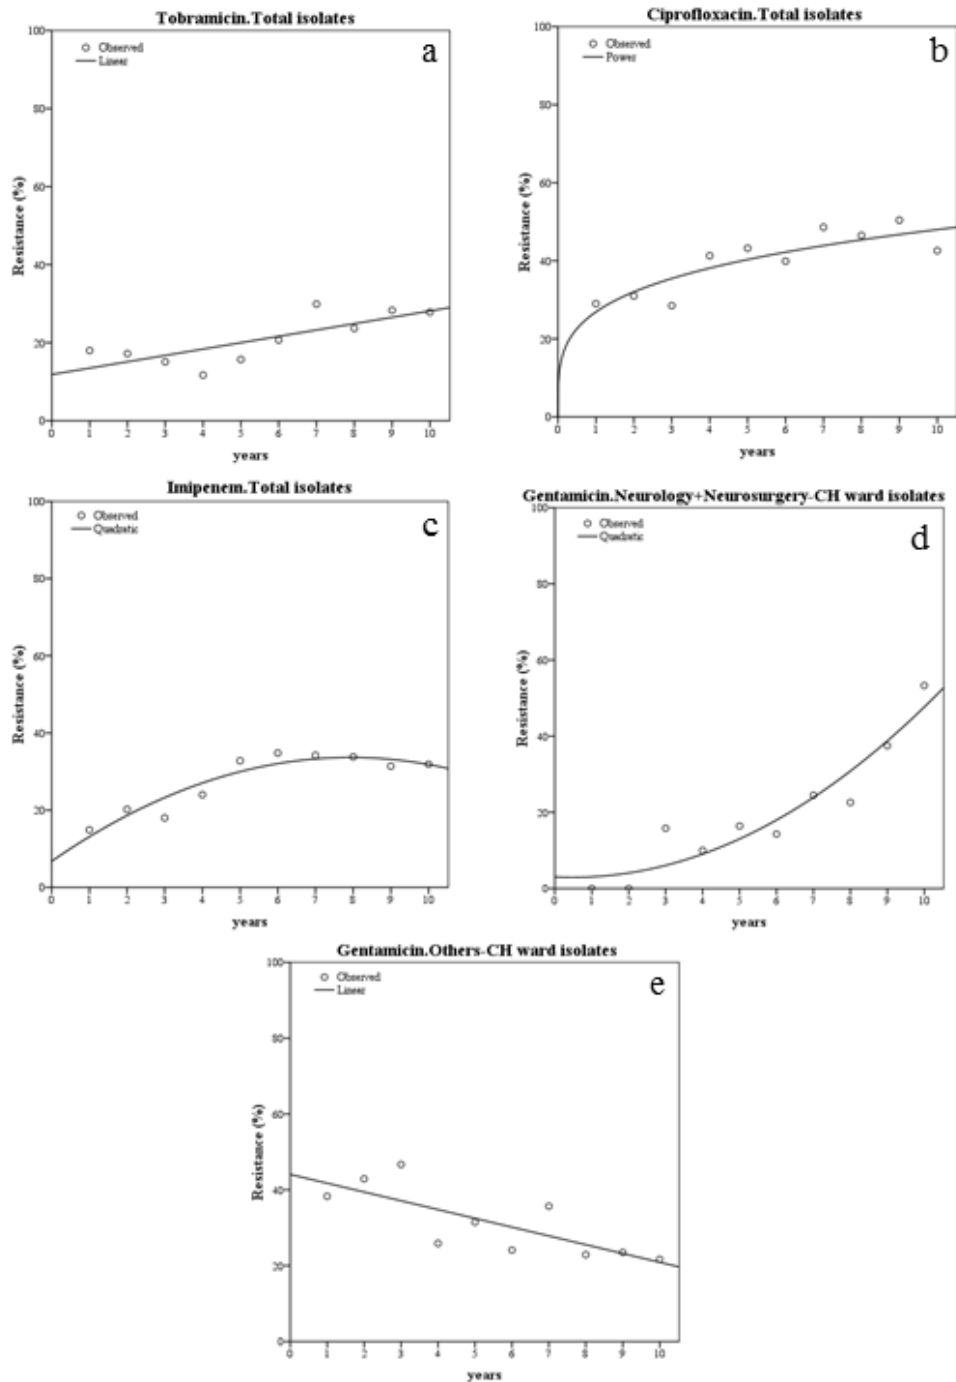 Tobramicin.Total isolates
Observed
Linear
a
100
80
60
40
20
0
Resistance (%)
0 1 2 3 4 5 6 7 8 9 10
years
Ciprofloxacin.Total isolates
Observed
Power
b
100
80
60
40
20
0
Resistance (%)
0 1 2 3 4 5 6 7 8 9 10
years
Imipenem.Total isolates
Observed
Quadratic
c
100
80
60
40
20
0
Resistance (%)
0 1 2 3 4 5 6 7 8 9 10
years
Gentamicin.Neurology+Neurosurgery-CH ward isolates
Observed
Quadratic
d
100
80
60
40
20
0
Resistance (%)
0 1 2 3 4 5 6 7 8 9 10
years
Gentamicin.Others-CH ward isolates
Observed
Linear
e
100
80
60
40
20
0
Resistance (%)
0 1 2 3 4 5 6 7 8 9 10
years